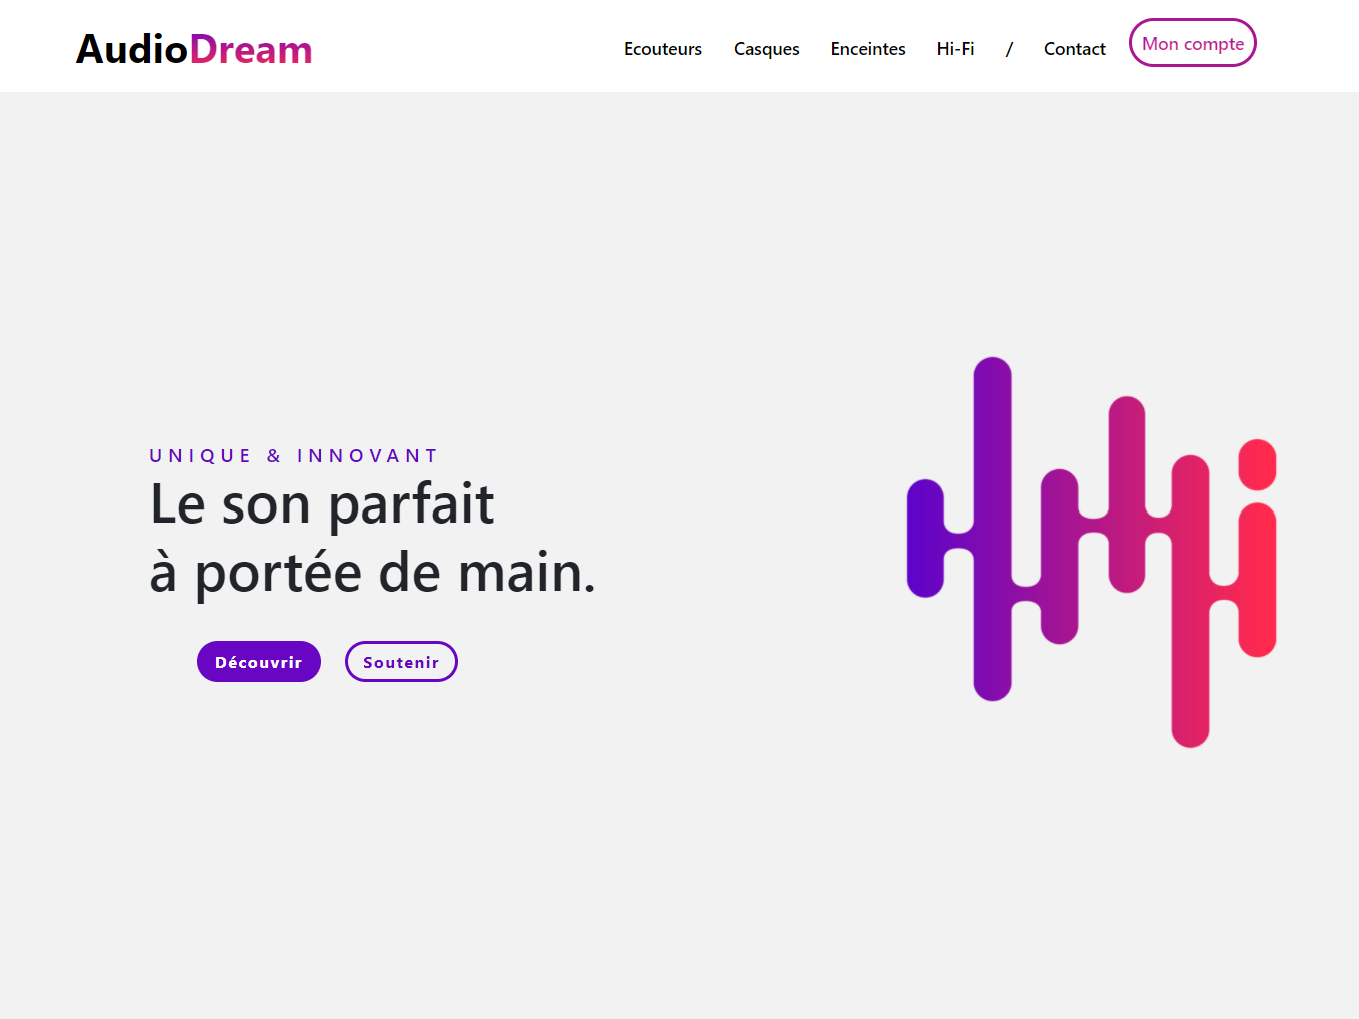 AudioDream
Ecouteurs Casques Enceintes Hi-Fi / Contact Mon compte
UNIQUE & INNOVANT
Le son parfait
à portée de main.
Découvrir Soutenir